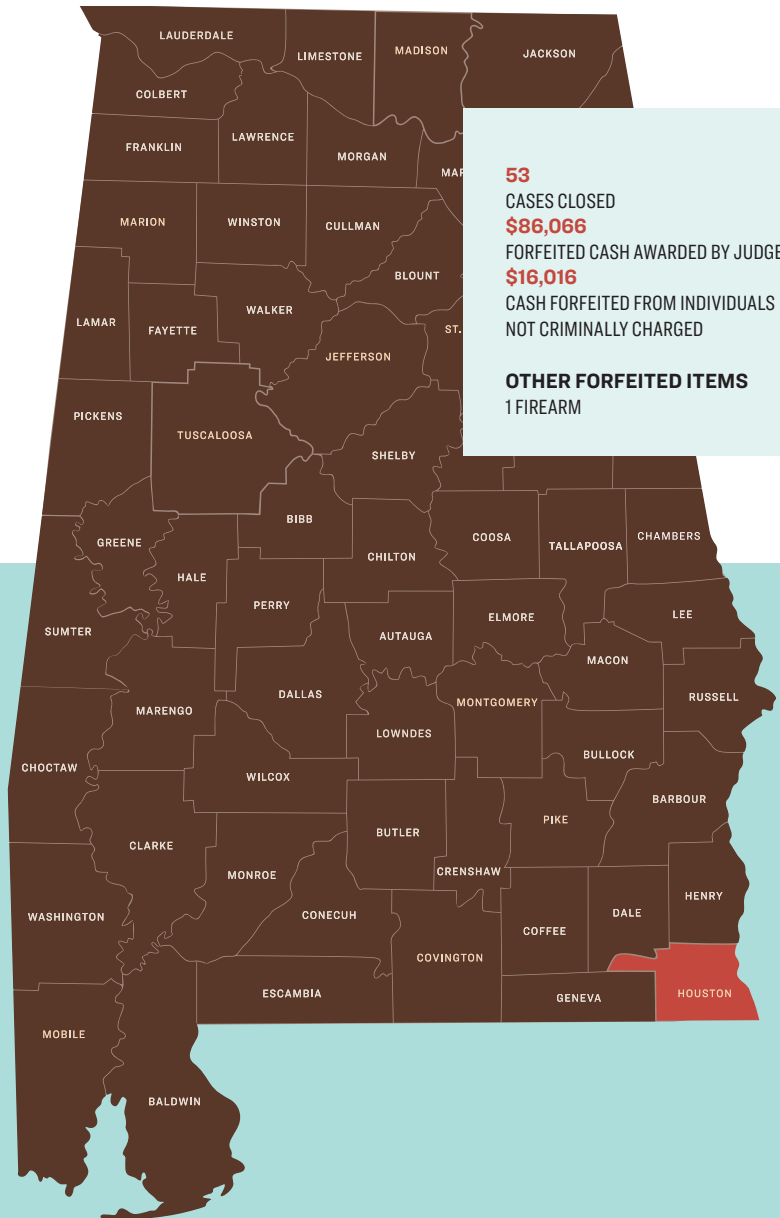 LAUDERDALE
LIMESTONE
MADISON
JACKSON
COLBERT
FRANKLIN
LAWRENCE
MORGAN
MAR
53
CASES CLOSED
$86,066
FORFEITED CASH AWARDED BY JUDGE
$16,016
CASH FORFEITED FROM INDIVIDUALS
NOT CRIMINALLY CHARGED
OTHER FORFEITED ITEMS
1 FIREARM
MARION
WINSTON
CULLMAN
BLOUNT
LAMAR
FAYETTE
WALKER
JEFFERSON
ST.
PICKENS
TUSCALOOSA
SHELBY
GREENE
BIBB
COOSA
TALLAPOOSA
CHAMBERS
HALE
CHILTON
PERRY
SUMTER
AUTAUGA
ELMORE
LEE
MACON
MARENGO
DALLAS
MONTGOMERY
RUSSELL
LOWNDES
CHOCTAW
WILCOX
BULLOCK
BARBOUR
CLARKE
BUTLER
PIKE
MONROE
CRENSHAW
HENRY
WASHINGTON
CONECUH
COFFEE
DALE
COVINGTON
ESCAMBIA
GENEVA
HOUSTON
MOBILE
BALDWIN